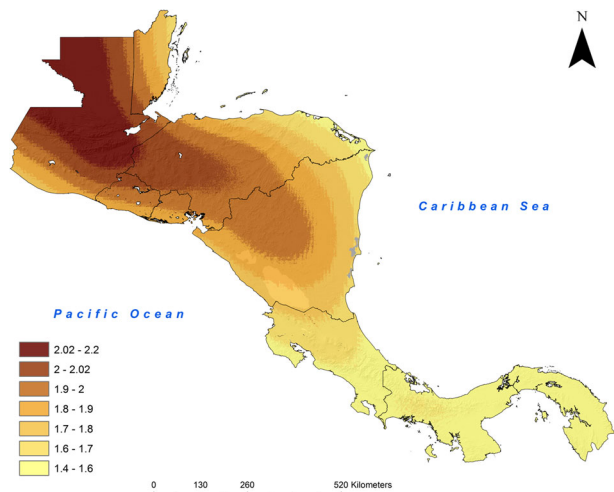 N
Caribbean Sea
Pacific Ocean
2.02 - 2.2
2 - 2.02
1.9 - 2
1.8 - 1.9
1.7 - 1.8
1.6 - 1.7
1.4 - 1.6
0 130 260 520 Kilometers